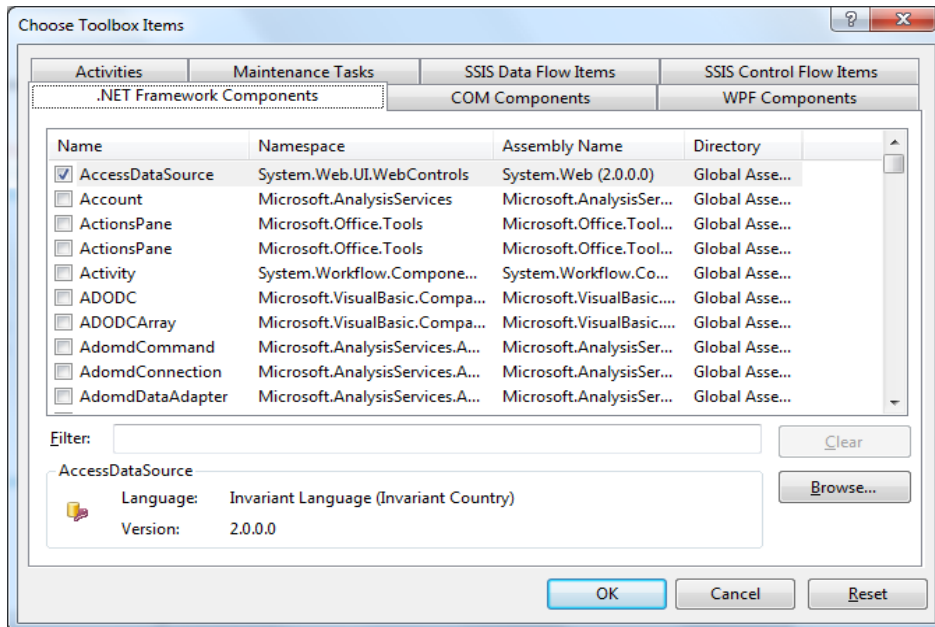 Choose Toolbox Items
Activities Maintenance Tasks SSIS Data Flow Items SSIS Control Flow Items
.NET Framework Components COM Components WPF Components
Name Namespace Assembly Name Directory
AccessDataSource System.Web.UI.WebControls System.Web (2.0.0.0) Global Asse...
Account Microsoft.AnalysisServices Microsoft.AnalysisSer... Global Asse...
ActionsPane Microsoft.Office.Tools Microsoft.Office.Tool... Global Asse...
ActionsPane Microsoft.Office.Tools Microsoft.Office.Tool... Global Asse...
Activity System.Workflow.Compone... System.Workflow.Co... Global Asse...
ADODC Microsoft.VisualBasic.Compa... Microsoft.VisualBasic.... Global Asse...
ADODCArray Microsoft.VisualBasic.Compa... Microsoft.VisualBasic.... Global Asse...
AdomdCommand Microsoft.AnalysisServices.A... Microsoft.AnalysisSer... Global Asse...
AdomdConnection Microsoft.AnalysisServices.A... Microsoft.AnalysisSer... Global Asse...
AdomdDataAdapter Microsoft.AnalysisServices.A... Microsoft.AnalysisSer... Global Asse...
Filter: Clear
AccessDataSource
Language: Invariant Language (Invariant Country) Browse...
Version: 2.0.0.0
OK Cancel Reset